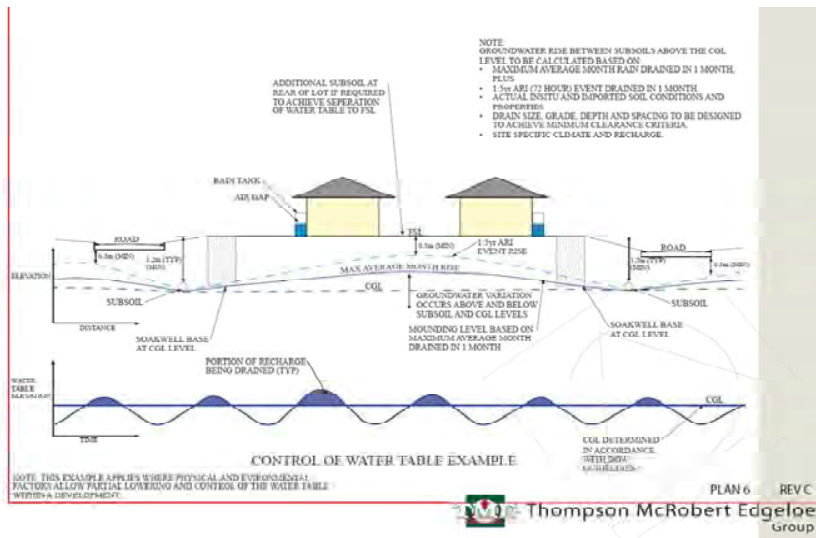 NOTE:
GROUNDWATER RISE BETWEEN SUBSOILS ABOVE THE CGL
LEVEL TO BE CALCULATED BASED ON:
• MAXIMUM AVERAGE MONTH RAIN DRAINED IN 1 MONTH,
PLUS
• 1:5yr ARI (72 HOUR) EVENT DRAINED IN 1 MONTH
• ACTUAL INSITU AND IMPORTED SOIL CONDITIONS AND
PROPERTIES
• DRAIN SIZE, GRADE, DEPTH AND SPACING TO BE DESIGNED
TO ACHIEVE MINIMUM CLEARANCE CRITERIA.
• SITE SPECIFIC CLIMATE AND RECHARGE.
ADDITIONAL SUBSOIL AT
REAR OF LOT IF REQUIRED
TO ACHIEVE SEPERATION
OF WATER TABLE TO FSL
RAIN TANK
AIR GAP
FSL
ROAD
0.5m (MIN)
1:5yr ARI
EVENT RISE
ROAD
1.2m (TYP)
(MIN)
1.2m (TYP)
(MIN)
ELEVATION
MAX AVERAGE MONTH RISE
CGL
SUBSOIL
GROUNDWATER VARIATION
OCCURS ABOVE AND BELOW
SUBSOIL AND CGL LEVELS
SUBSOIL
DISTANCE
SOAKWELL BASE
AT CGL LEVEL
MOUNDING LEVEL BASED ON
MAXIMUM AVERAGE MONTH
DRAINED IN 1 MONTH
SOAKWELL BASE
AT CGL LEVEL
PORTION OF RECHARGE
BEING DRAINED (TYP)
WATER
TABLE
ELEVATION
CGL
TIME
CGL DETERMINED
IN ACCORDANCE
WITH
GUIDELINES
CONTROL OF WATER TABLE EXAMPLE
NOTE: THIS EXAMPLE APPLIES WHERE PHYSICAL AND EVIRONMENTAL
FACTORS ALLOW PARTIAL LOWERING AND CONTROL OF THE WATER TABLE
WITHIN A DEVELOPMENT.
PLAN 6 REV C
Thompson McRobert Edgeloe
Group